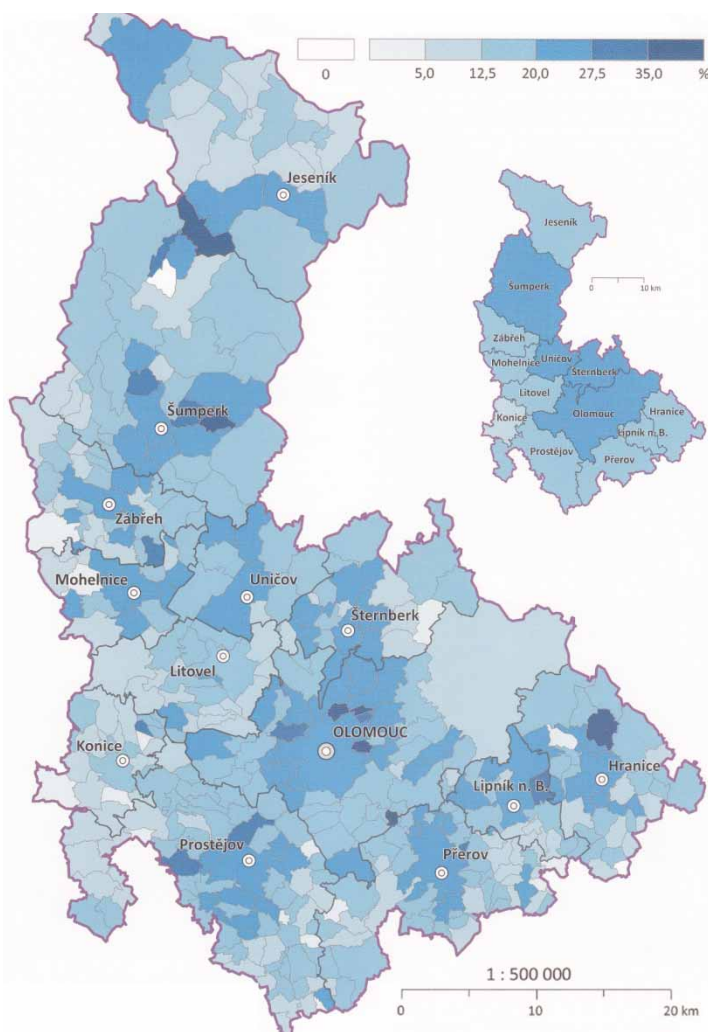 0 5,0 12,5 20,0 27,5 35,0 %
Jeseník
Šumperk
Zábřeh
Mohelnice
Uničov
Šternberk
Litovel
OLOMOUC
Konice
Hranice
Lipník n. B.
Prostějov
Přerov
Jeseník
0 10 km
Šumperk
Zábřeh
Uničov
Mohelnice
Šternberk
Litovel
Olomouc
Konice
Hranice
Lipník n. B.
Prostějov
Přerov
1 : 500 000
0 10 20 km